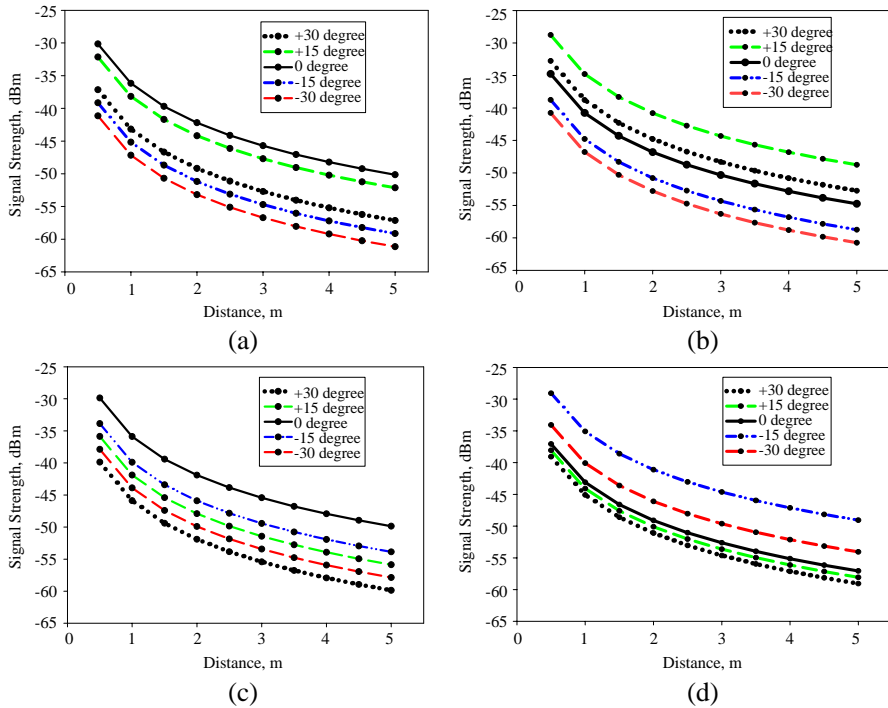 -25
-30
-35
-40
-45
-50
-55
-60
-65
Signal Strength, dBm
+30 degree
+15 degree
0 degree
-15 degree
-30 degree
0 1 2 3 4 5
Distance, m
(a)
-25
-30
-35
-40
-45
-50
-55
-60
-65
Signal Strength, dBm
+30 degree
+15 degree
0 degree
-15 degree
-30 degree
0 1 2 3 4 5
Distance, m
(b)
-25
-30
-35
-40
-45
-50
-55
-60
-65
Signal Strength, dBm
+30 degree
+15 degree
0 degree
-15 degree
-30 degree
0 1 2 3 4 5
Distance, m
(c)
-25
-30
-35
-40
-45
-50
-55
-60
-65
Signal Strength, dBm
+30 degree
+15 degree
0 degree
-15 degree
-30 degree
0 1 2 3 4 5
Distance, m
(d)